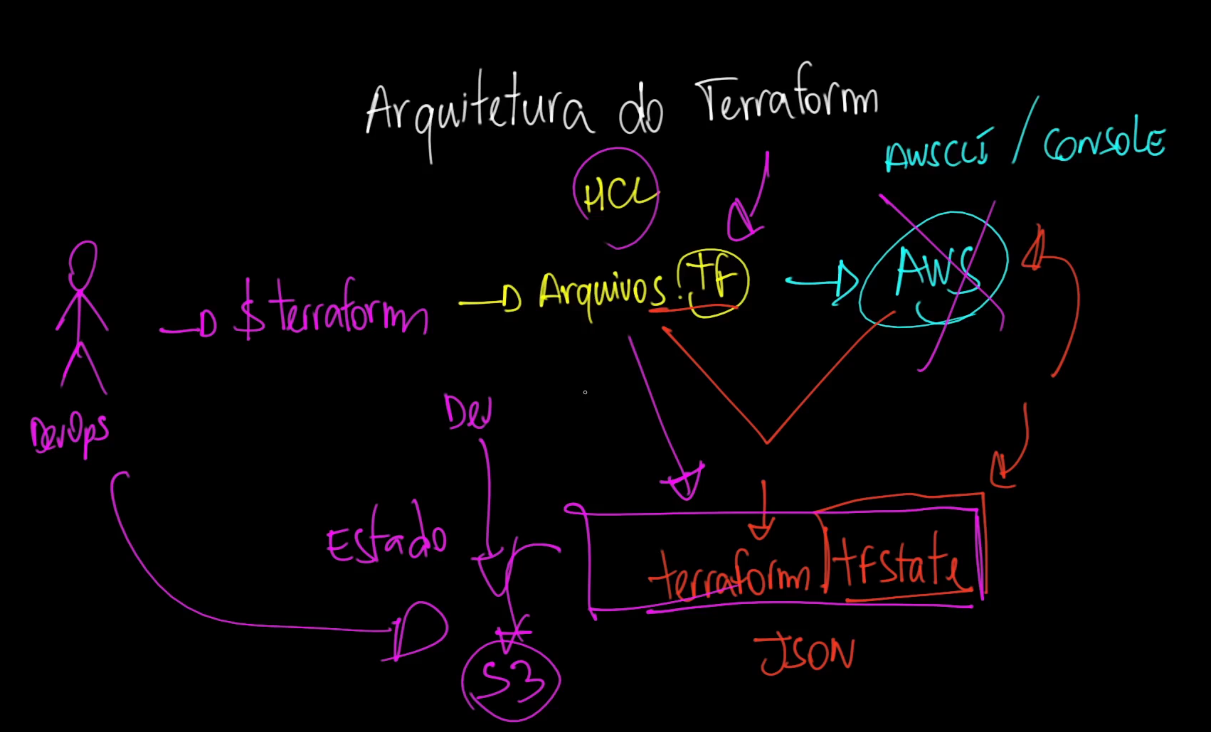 Arquitetura do Terraform
AWSCLI / CONSOLE
HCL
$ terraform
Arquivos.tf
AWS
DevOps
Dev
Estado
terraform
tfstate
JSON
S3